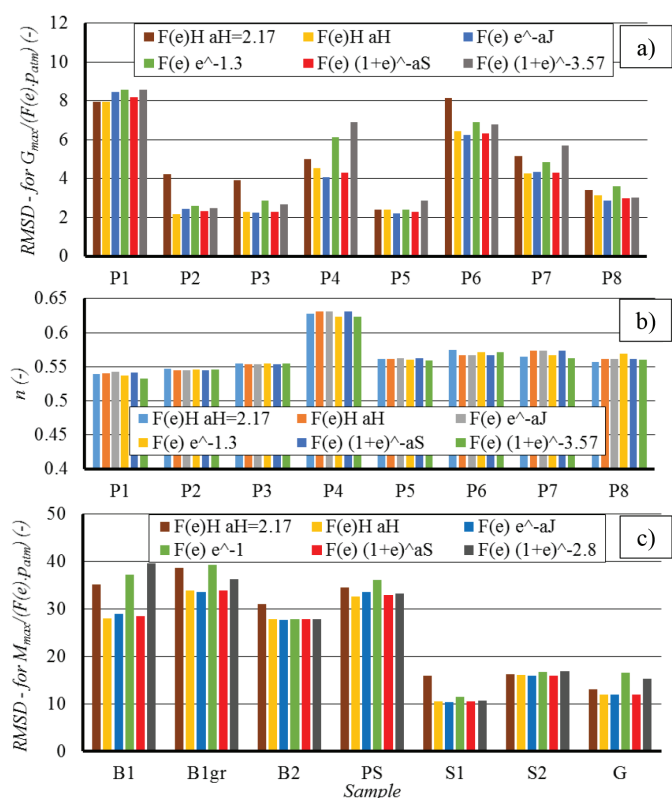 RMSD - for Gmax/(F(e).patm) (-)
12
10
8
6
4
2
0
F(e)H aH=2.17 F(e)H aH F(e) e^-aJ
F(e) e^-1.3 F(e) (1+e)^-aS F(e) (1+e)^-3.57
a)
P1 P2 P3 P4 P5 P6 P7 P8
n (-)
0.65
0.6
0.55
0.5
0.45
0.4
b)
F(e)H aH=2.17 F(e)H aH F(e) e^-aJ
F(e) e^-1.3 F(e) (1+e)^-aS F(e) (1+e)^-3.57
P1 P2 P3 P4 P5 P6 P7 P8
RMSD - for Mmax/(F(e).patm) (-)
50
40
30
20
10
0
F(e)H aH=2.17 F(e)H aH F(e) e^-aJ
F(e) e^-1 F(e) (1+e)^aS F(e) (1+e)^-2.8
c)
B1 B1gr B2 PS S1 S2 G
Sample